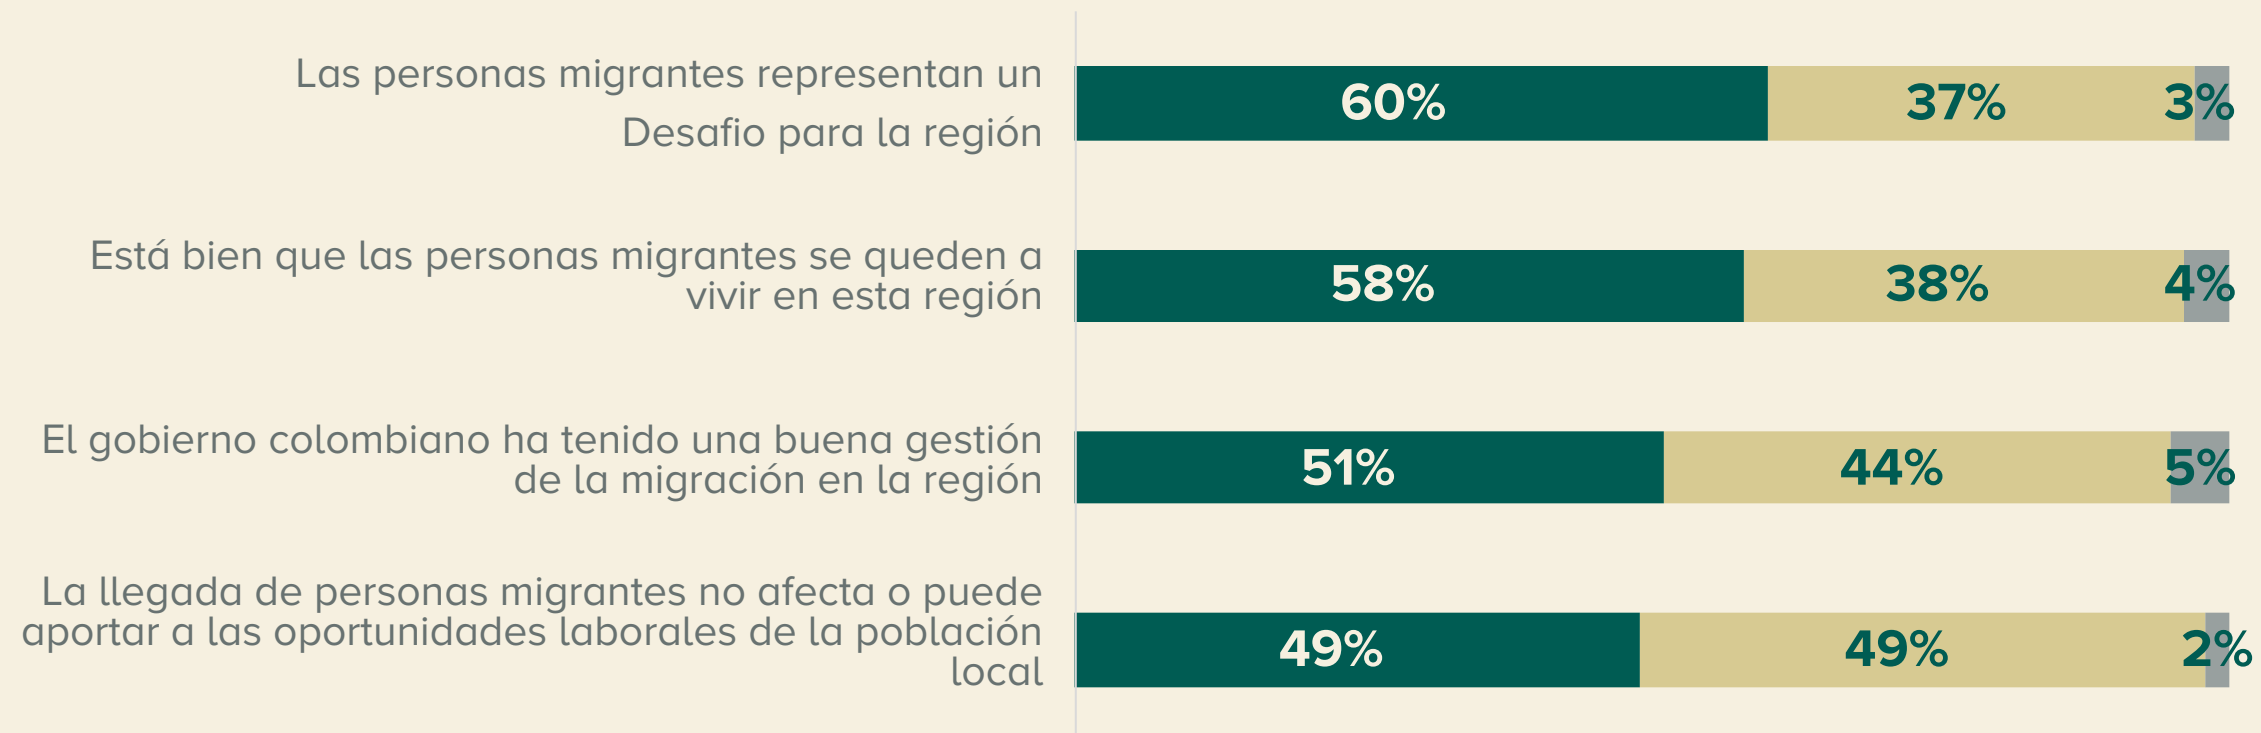 Las personas migrantes representan un
Desafio para la región
60% 37% 3%
Está bien que las personas migrantes se queden a
vivir en esta región
58% 38% 4%
El gobierno colombiano ha tenido una buena gestión
de la migración en la región
51% 44% 5%
La llegada de personas migrantes no afecta o puede
aportar a las oportunidades laborales de la población
local
49% 49% 2%